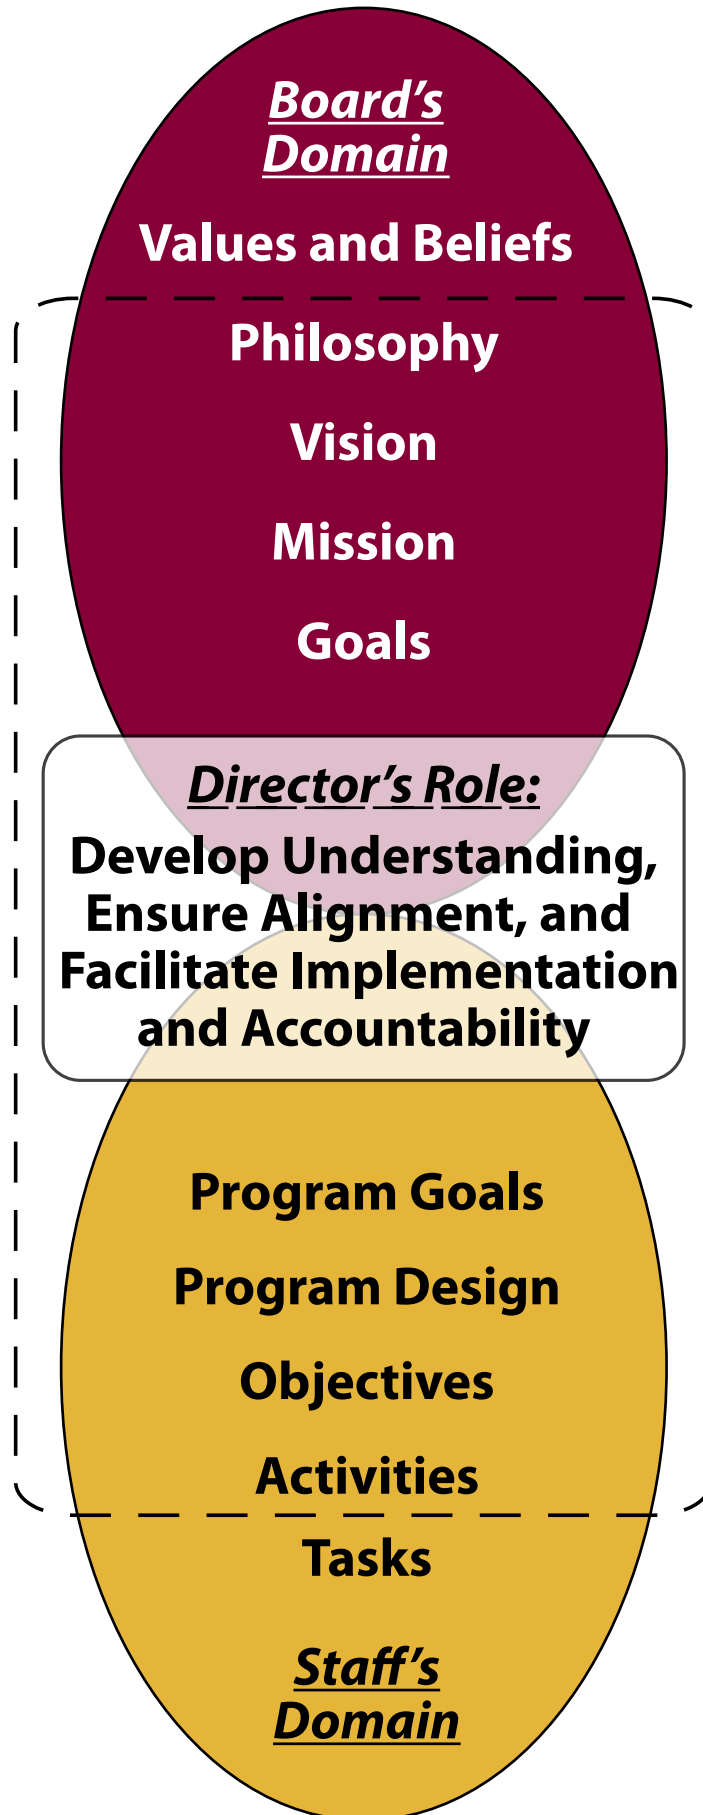 Board’s
Domain
Values and Beliefs
Philosophy
Vision
Mission
Goals
Director’s Role:
Develop Understanding,
Ensure Alignment, and
Facilitate Implementation
and Accountability
Program Goals
Program Design
Objectives
Activities
Tasks
Staff’s
Domain